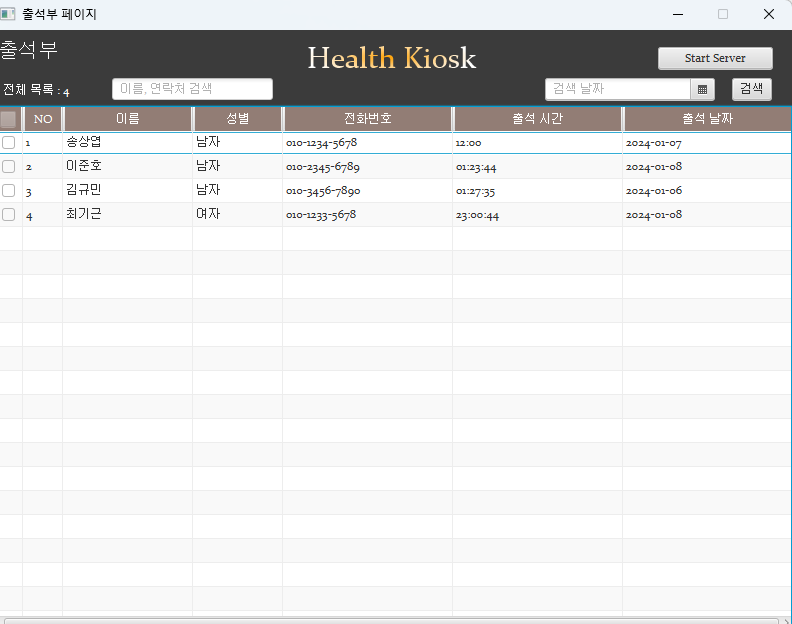 출석부 페이지
출석부
Health Kiosk
Start Server
전체 목록 : 4
이름, 연락처 검색
검색 날짜
검색
NO 이름 성별 전화번호 출석 시간 출석 날짜
1 송상엽 남자 010-1234-5678 12:00 2024-01-07
2 이준호 남자 010-2345-6789 01:23:44 2024-01-08
3 김규민 남자 010-3456-7890 01:27:35 2024-01-06
4 최기근 여자 010-1233-5678 23:00:44 2024-01-08